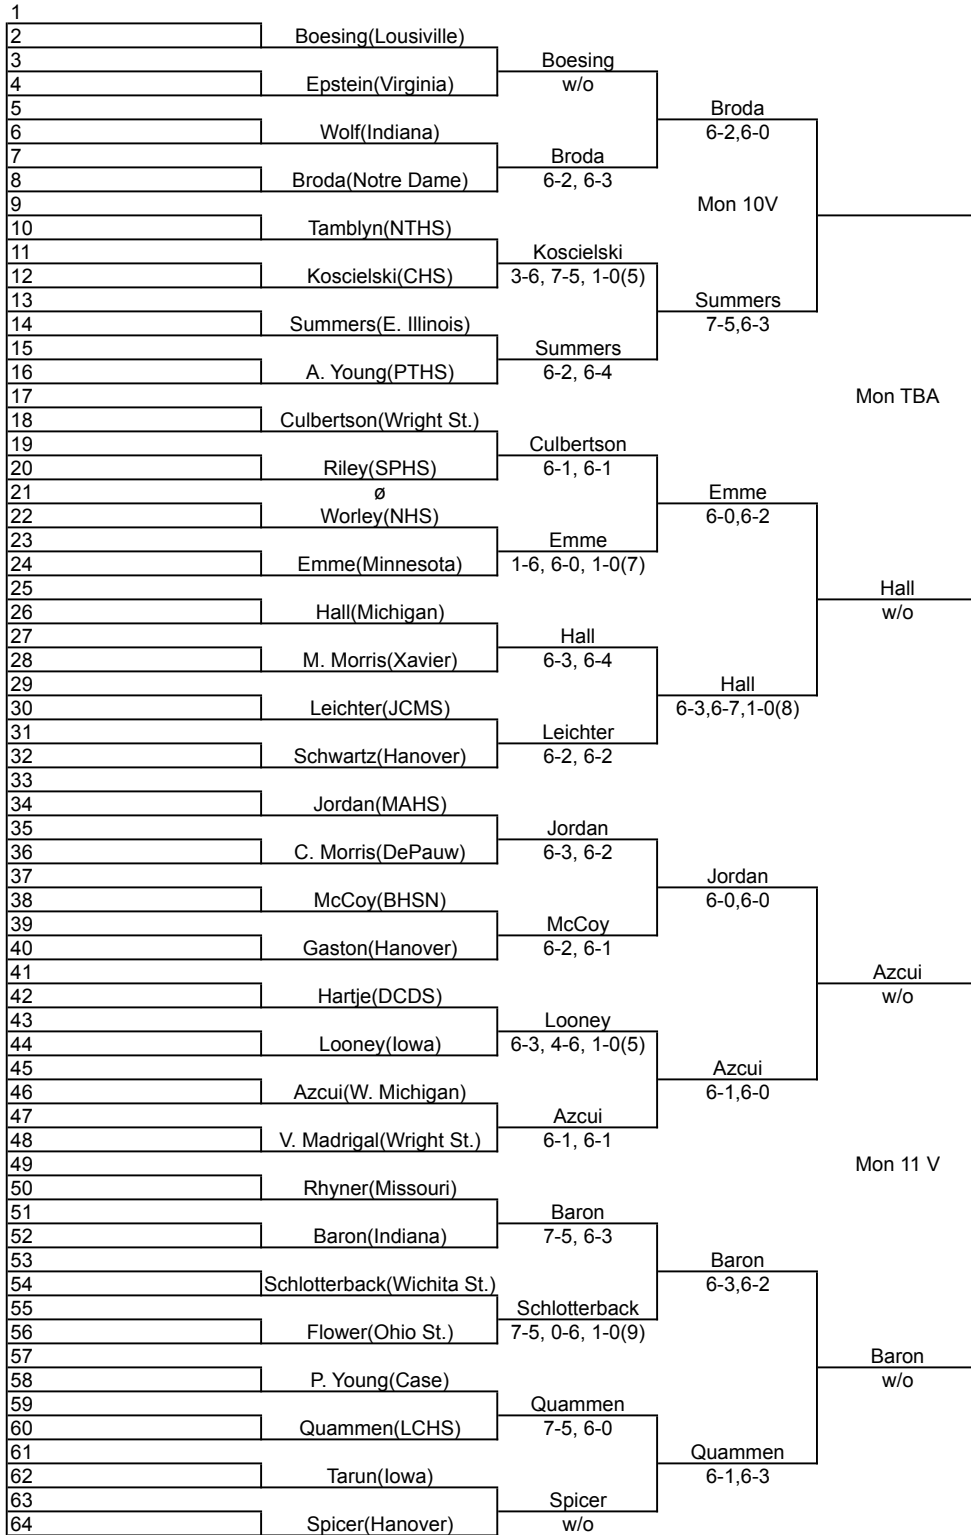 1
2 Boesing(Lousiville)
3 Boesing
4 Epstein(Virginia) w/o
5 Broda
6 Wolf(Indiana) 6-2,6-0
7 Broda
8 Broda(Notre Dame) 6-2, 6-3
9 Mon 10V
10 Tamblyn(NTHS)
11 Koscielski
12 Koscielski(CHS) 3-6, 7-5, 1-0(5)
13 Summers
14 Summers(E. Illinois) 7-5,6-3
15 Summers
16 A. Young(PTHS) 6-2, 6-4
17 Mon TBA
18 Culbertson(Wright St.)
19 Culbertson
20 Riley(SPHS) 6-1, 6-1
21 ø Emme
22 Worley(NHS) 6-0,6-2
23 Emme
24 Emme(Minnesota) 1-6, 6-0, 1-0(7)
25 Hall
26 Hall(Michigan) w/o
27 Hall
28 M. Morris(Xavier) 6-3, 6-4
29 Hall
30 Leichter(JCMS) 6-3,6-7,1-0(8)
31 Leichter
32 Schwartz(Hanover) 6-2, 6-2
33
34 Jordan(MAHS)
35 Jordan
36 C. Morris(DePauw) 6-3, 6-2
37 Jordan
38 McCoy(BHSN) 6-0,6-0
39 McCoy
40 Gaston(Hanover) 6-2, 6-1
41 Azcui
42 Hartje(DCDS) w/o
43 Looney
44 Looney(Iowa) 6-3, 4-6, 1-0(5)
45 Azcui
46 Azcui(W. Michigan) 6-1,6-0
47 Azcui
48 V. Madrigal(Wright St.) 6-1, 6-1
49 Mon 11 V
50 Rhyner(Missouri)
51 Baron
52 Baron(Indiana) 7-5, 6-3
53 Baron
54 Schlotterback(Wichita St.) 6-3,6-2
55 Schlotterback
56 Flower(Ohio St.) 7-5, 0-6, 1-0(9)
57 Baron
58 P. Young(Case) w/o
59 Quammen
60 Quammen(LCHS) 7-5, 6-0
61 Quammen
62 Tarun(Iowa) 6-1,6-3
63 Spicer
64 Spicer(Hanover) w/o